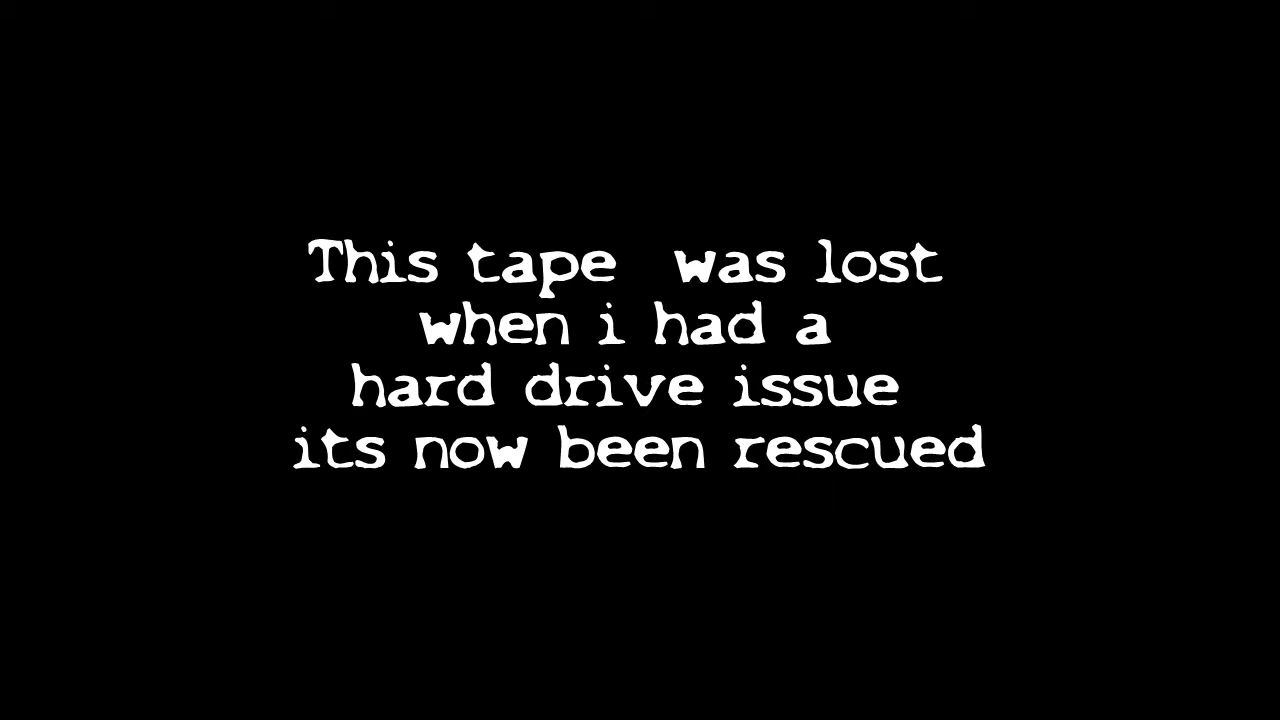 This tape  was lost
when i had a
hard drive issue
its now been rescued